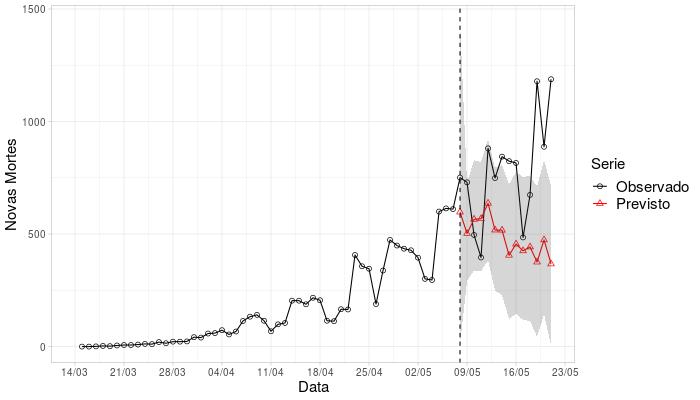 1500
1000
500
0
Novas Mortes
14/03 21/03 28/03 04/04 11/04 18/04 25/04 02/05 09/05 16/05 23/05
Data
Serie
Observado
Previsto